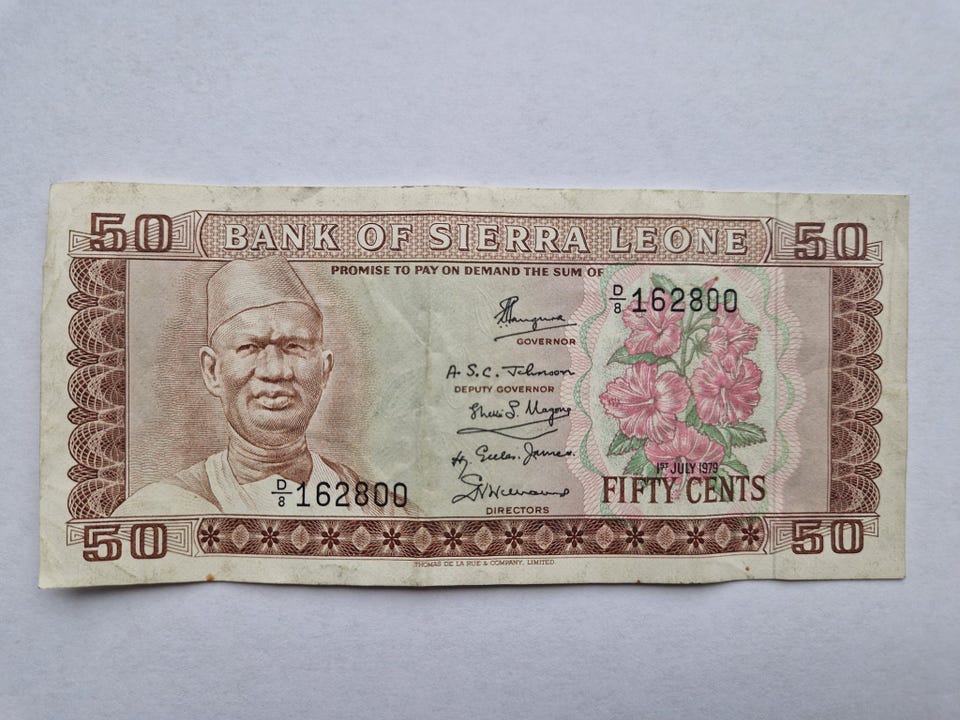 50 BANK OF SIERRA LEONE 50
PROMISE TO PAY ON DEMAND THE SUM OF
D/8 162800
GOVERNOR
A. S. C. Johnson
DEPUTY GOVERNOR
D/8 162800
1ST JULY 1979
FIFTY CENTS
DIRECTORS
50 50
THOMAS DE LA RUE & COMPANY, LIMITED.